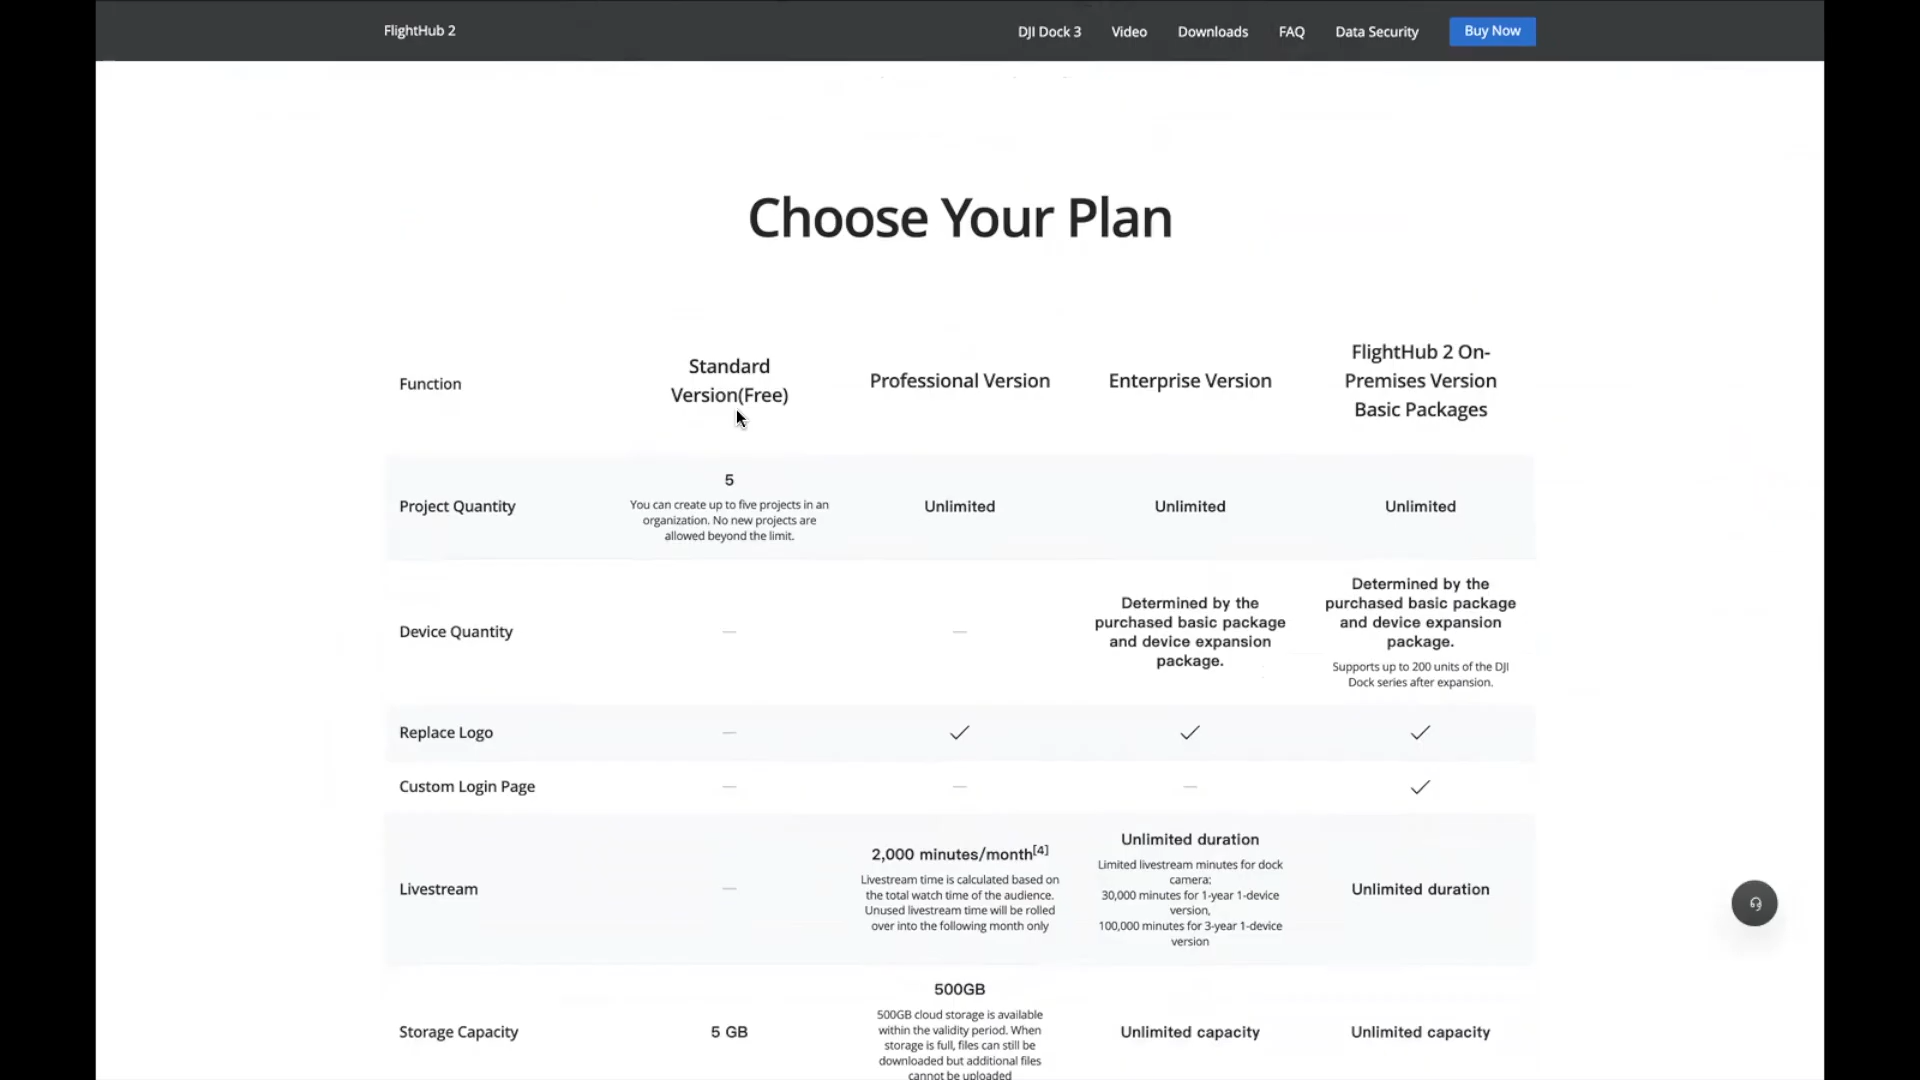 FlightHub 2
DJI Dock 3 Video Downloads FAQ Data Security Buy Now
Choose Your Plan
Function
Standard
Version(Free)
Professional Version
Enterprise Version
FlightHub 2 On-
Premises Version
Basic Packages
Project Quantity
5
You can create up to five projects in an
organization. No new projects are
allowed beyond the limit.
Unlimited
Unlimited
Unlimited
Device Quantity
—
—
Determined by the
purchased basic package
and device expansion
package.
Determined by the
purchased basic package
and device expansion
package.
Supports up to 200 units of the DJI
Dock series after expansion.
Replace Logo
—
✓
✓
✓
Custom Login Page
—
—
—
✓
Livestream
—
2,000 minutes/month[4]
Livestream time is calculated based on
the total watch time of the audience.
Unused livestream time will be rolled
over into the following month only
Unlimited duration
Limited livestream minutes for dock
camera:
30,000 minutes for 1-year 1-device
version,
100,000 minutes for 3-year 1-device
version
Unlimited duration
Storage Capacity
5 GB
500GB
500GB cloud storage is available
within the validity period. When
storage is full, files can still be
downloaded but additional files
cannot be uploaded
Unlimited capacity
Unlimited capacity